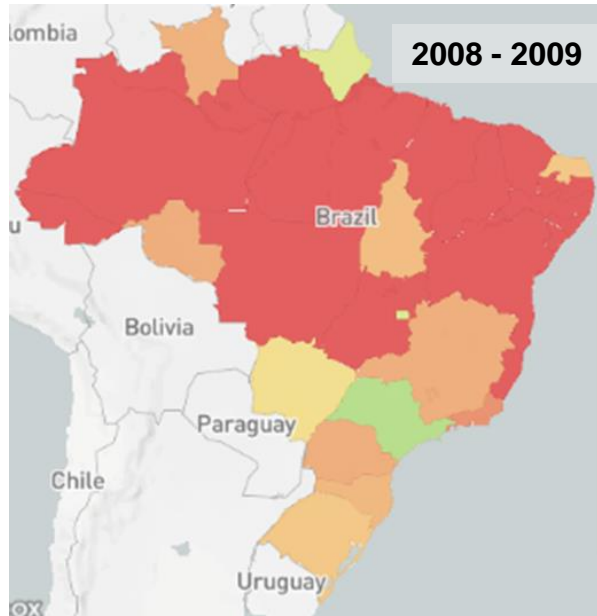 lombia
2008 - 2009
Brazil
u
Bolivia
Paraguay
Chile
Uruguay
OX